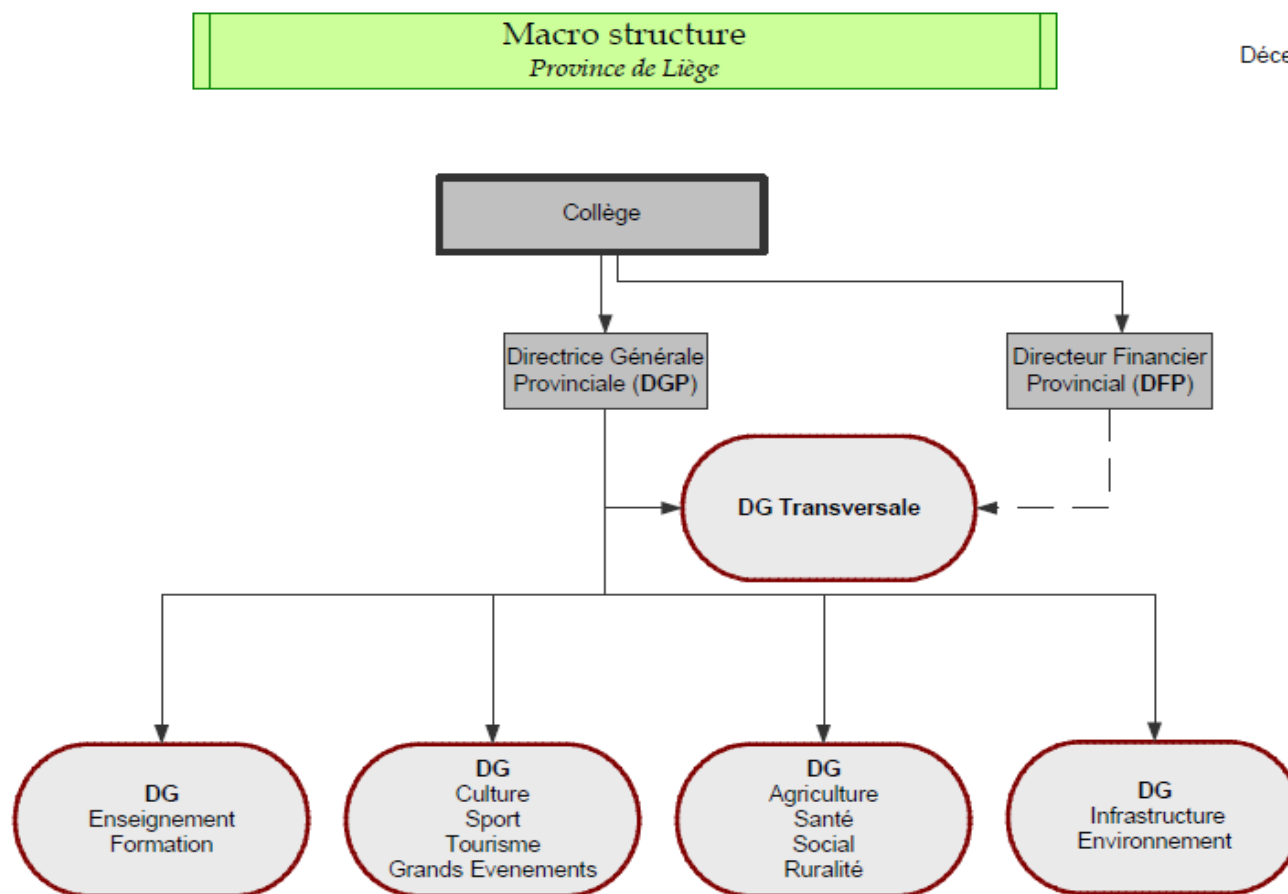 Macro structure
Province de Liège
Collège
Directrice Générale
Provinciale (DGP)
Directeur Financier
Provincial (DFP)
DG Transversale
DG
Enseignement
Formation
DG
Culture
Sport
Tourisme
Grands Evenements
DG
Agriculture
Santé
Social
Ruralité
DG
Infrastructure
Environnement